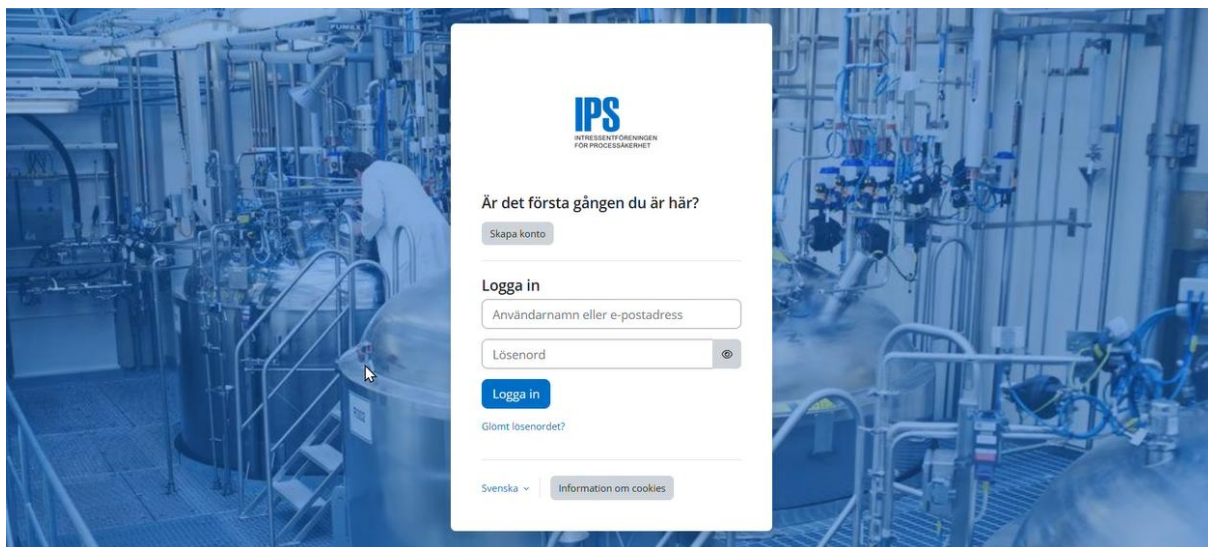 IPS
INTRESSENTFÖRENINGEN
FÖR PROCESSÄKERHET
Är det första gången du är här?
Skapa konto
Logga in
Användarnamn eller e-postadress
Lösenord
Logga in
Glömt lösenordet?
Svenska
Information om cookies